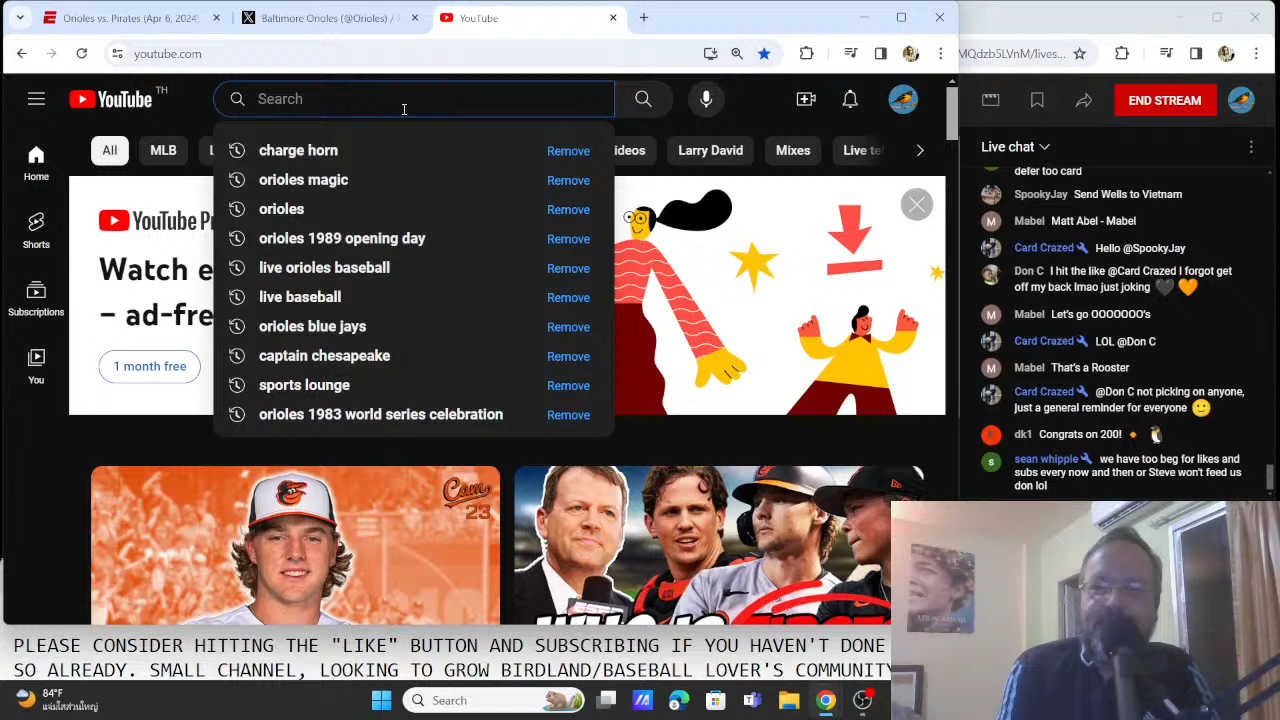 Orioles vs. Pirates (Apr 6, 2024)
Baltimore Orioles (@Orioles) /
YouTube
youtube.com
MQdzb5LVnM/lives...
YouTube TH
Search
END STREAM
All
MLB
Larry David
Mixes
charge horn Remove
orioles magic Remove
orioles Remove
orioles 1989 opening day Remove
live orioles baseball Remove
live baseball Remove
orioles blue jays Remove
captain chesapeake Remove
sports lounge Remove
orioles 1983 world series celebration Remove
Home
Shorts
Subscriptions
You
YouTube
Watch
– ad-fre
1 month free
Camo
23
ESPN
Live chat
defer too card
SpookyJay Send Wells to Vietnam
Mabel Matt Abel - Mabel
Card Crazed Hello @SpookyJay
Don C I hit the like @Card Crazed I forgot get
off my back lmao just joking 🖤 🧡
Mabel Let's go OOOOOOO's
Card Crazed LOL @Don C
Mabel That's a Rooster
Card Crazed @Don C not picking on anyone,
just a general reminder for everyone 🙂
dk1 Congrats on 200! 🔸 🐧
sean whipple we have too beg for likes and
subs every now and then or Steve won't feed us
don lol
PLEASE CONSIDER HITTING THE "LIKE" BUTTON AND SUBSCRIBING IF YOU HAVEN'T DONE
SO ALREADY. SMALL CHANNEL, LOOKING TO GROW BIRDLAND/BASEBALL LOVER'S COMMUNITY
84°F
Search